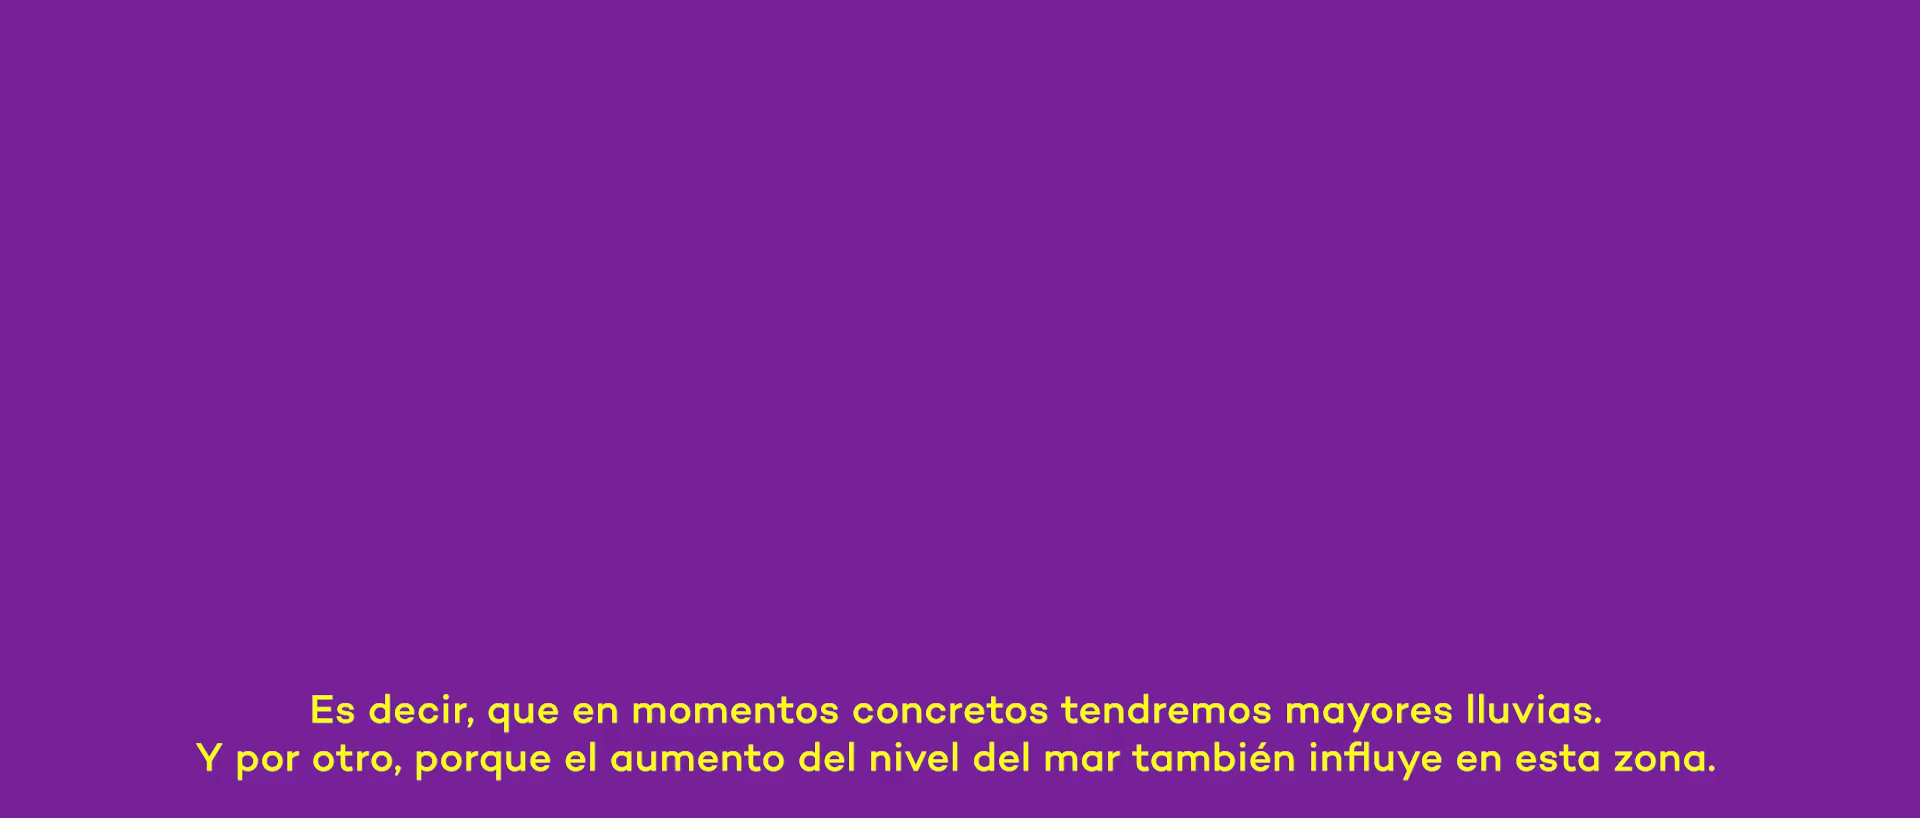 Es decir, que en momentos concretos tendremos mayores lluvias.
Y por otro, porque el aumento del nivel del mar también influye en esta zona.